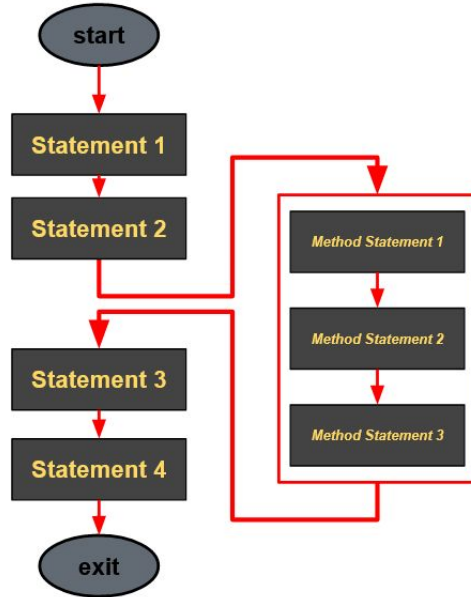 start
Statement 1
Statement 2
Method Statement 1
Method Statement 2
Method Statement 3
Statement 3
Statement 4
exit